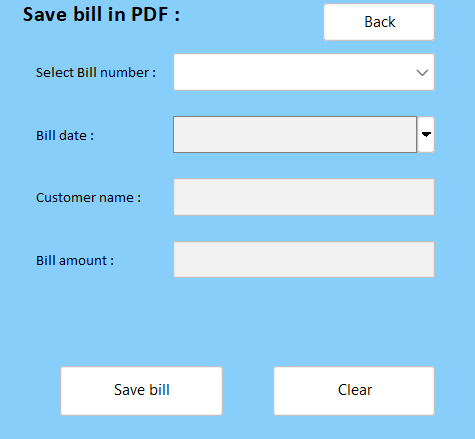 Save bill in PDF :
Back
Select Bill number :
Bill date :
Customer name :
Bill amount :
Save bill
Clear